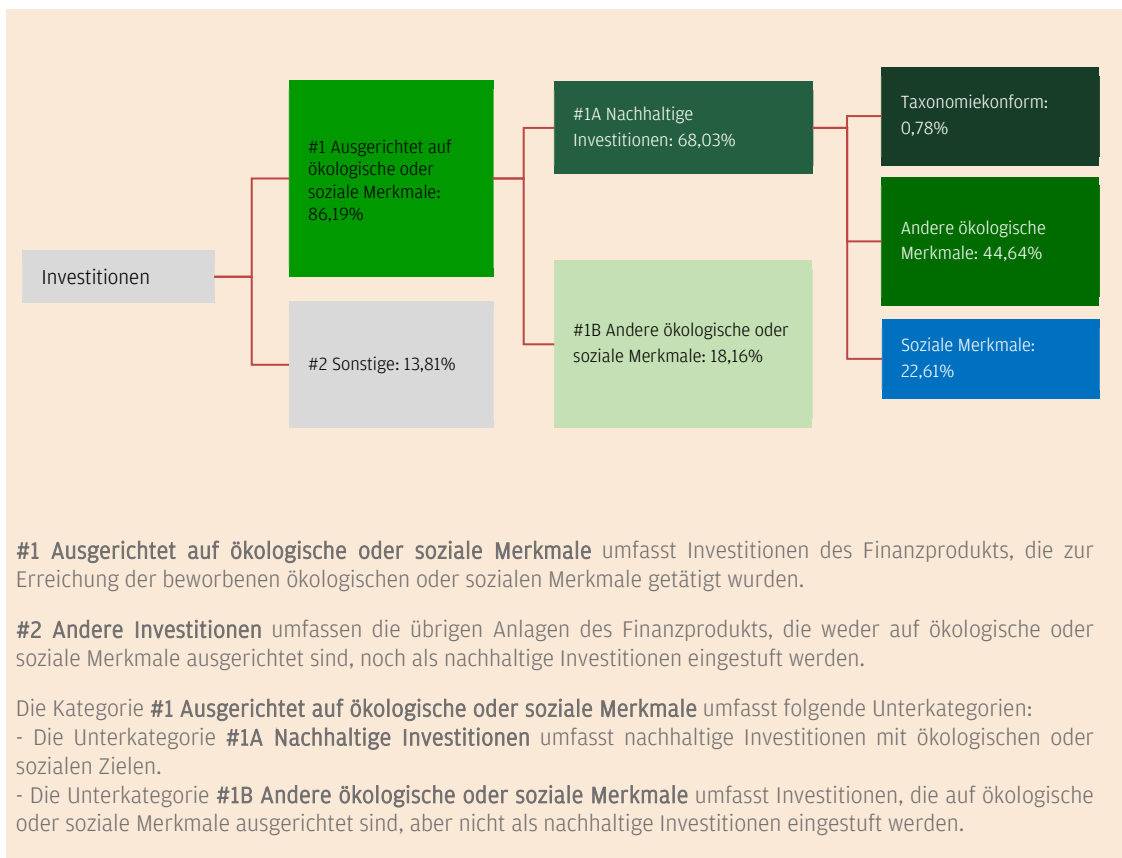 Investitionen
#1 Ausgerichtet auf
ökologische oder
soziale Merkmale:
86,19%
#2 Sonstige: 13,81%
#1A Nachhaltige
Investitionen: 68,03%
#1B Andere ökologische oder
soziale Merkmale: 18,16%
Taxonomiekonform:
0,78%
Andere ökologische
Merkmale: 44,64%
Soziale Merkmale:
22,61%
#1 Ausgerichtet auf ökologische oder soziale Merkmale umfasst Investitionen des Finanzprodukts, die zur
Erreichung der beworbenen ökologischen oder sozialen Merkmale getätigt wurden.
#2 Andere Investitionen umfassen die übrigen Anlagen des Finanzprodukts, die weder auf ökologische oder
soziale Merkmale ausgerichtet sind, noch als nachhaltige Investitionen eingestuft werden.
Die Kategorie #1 Ausgerichtet auf ökologische oder soziale Merkmale umfasst folgende Unterkategorien:
- Die Unterkategorie #1A Nachhaltige Investitionen umfasst nachhaltige Investitionen mit ökologischen oder
sozialen Zielen.
- Die Unterkategorie #1B Andere ökologische oder soziale Merkmale umfasst Investitionen, die auf ökologische
oder soziale Merkmale ausgerichtet sind, aber nicht als nachhaltige Investitionen eingestuft werden.